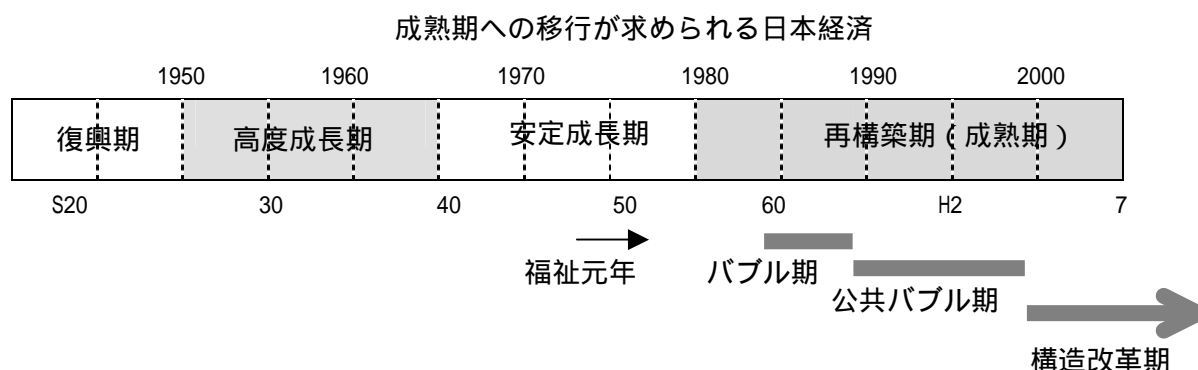 成熟期への移行が求められる日本経済
1950 1960 1970 1980 1990 2000
復興期 高度成長期 安定成長期 再構築期（成熟期）
S20 30 40 50 60 H2 7
福祉元年 バブル期
公共バブル期
構造改革期